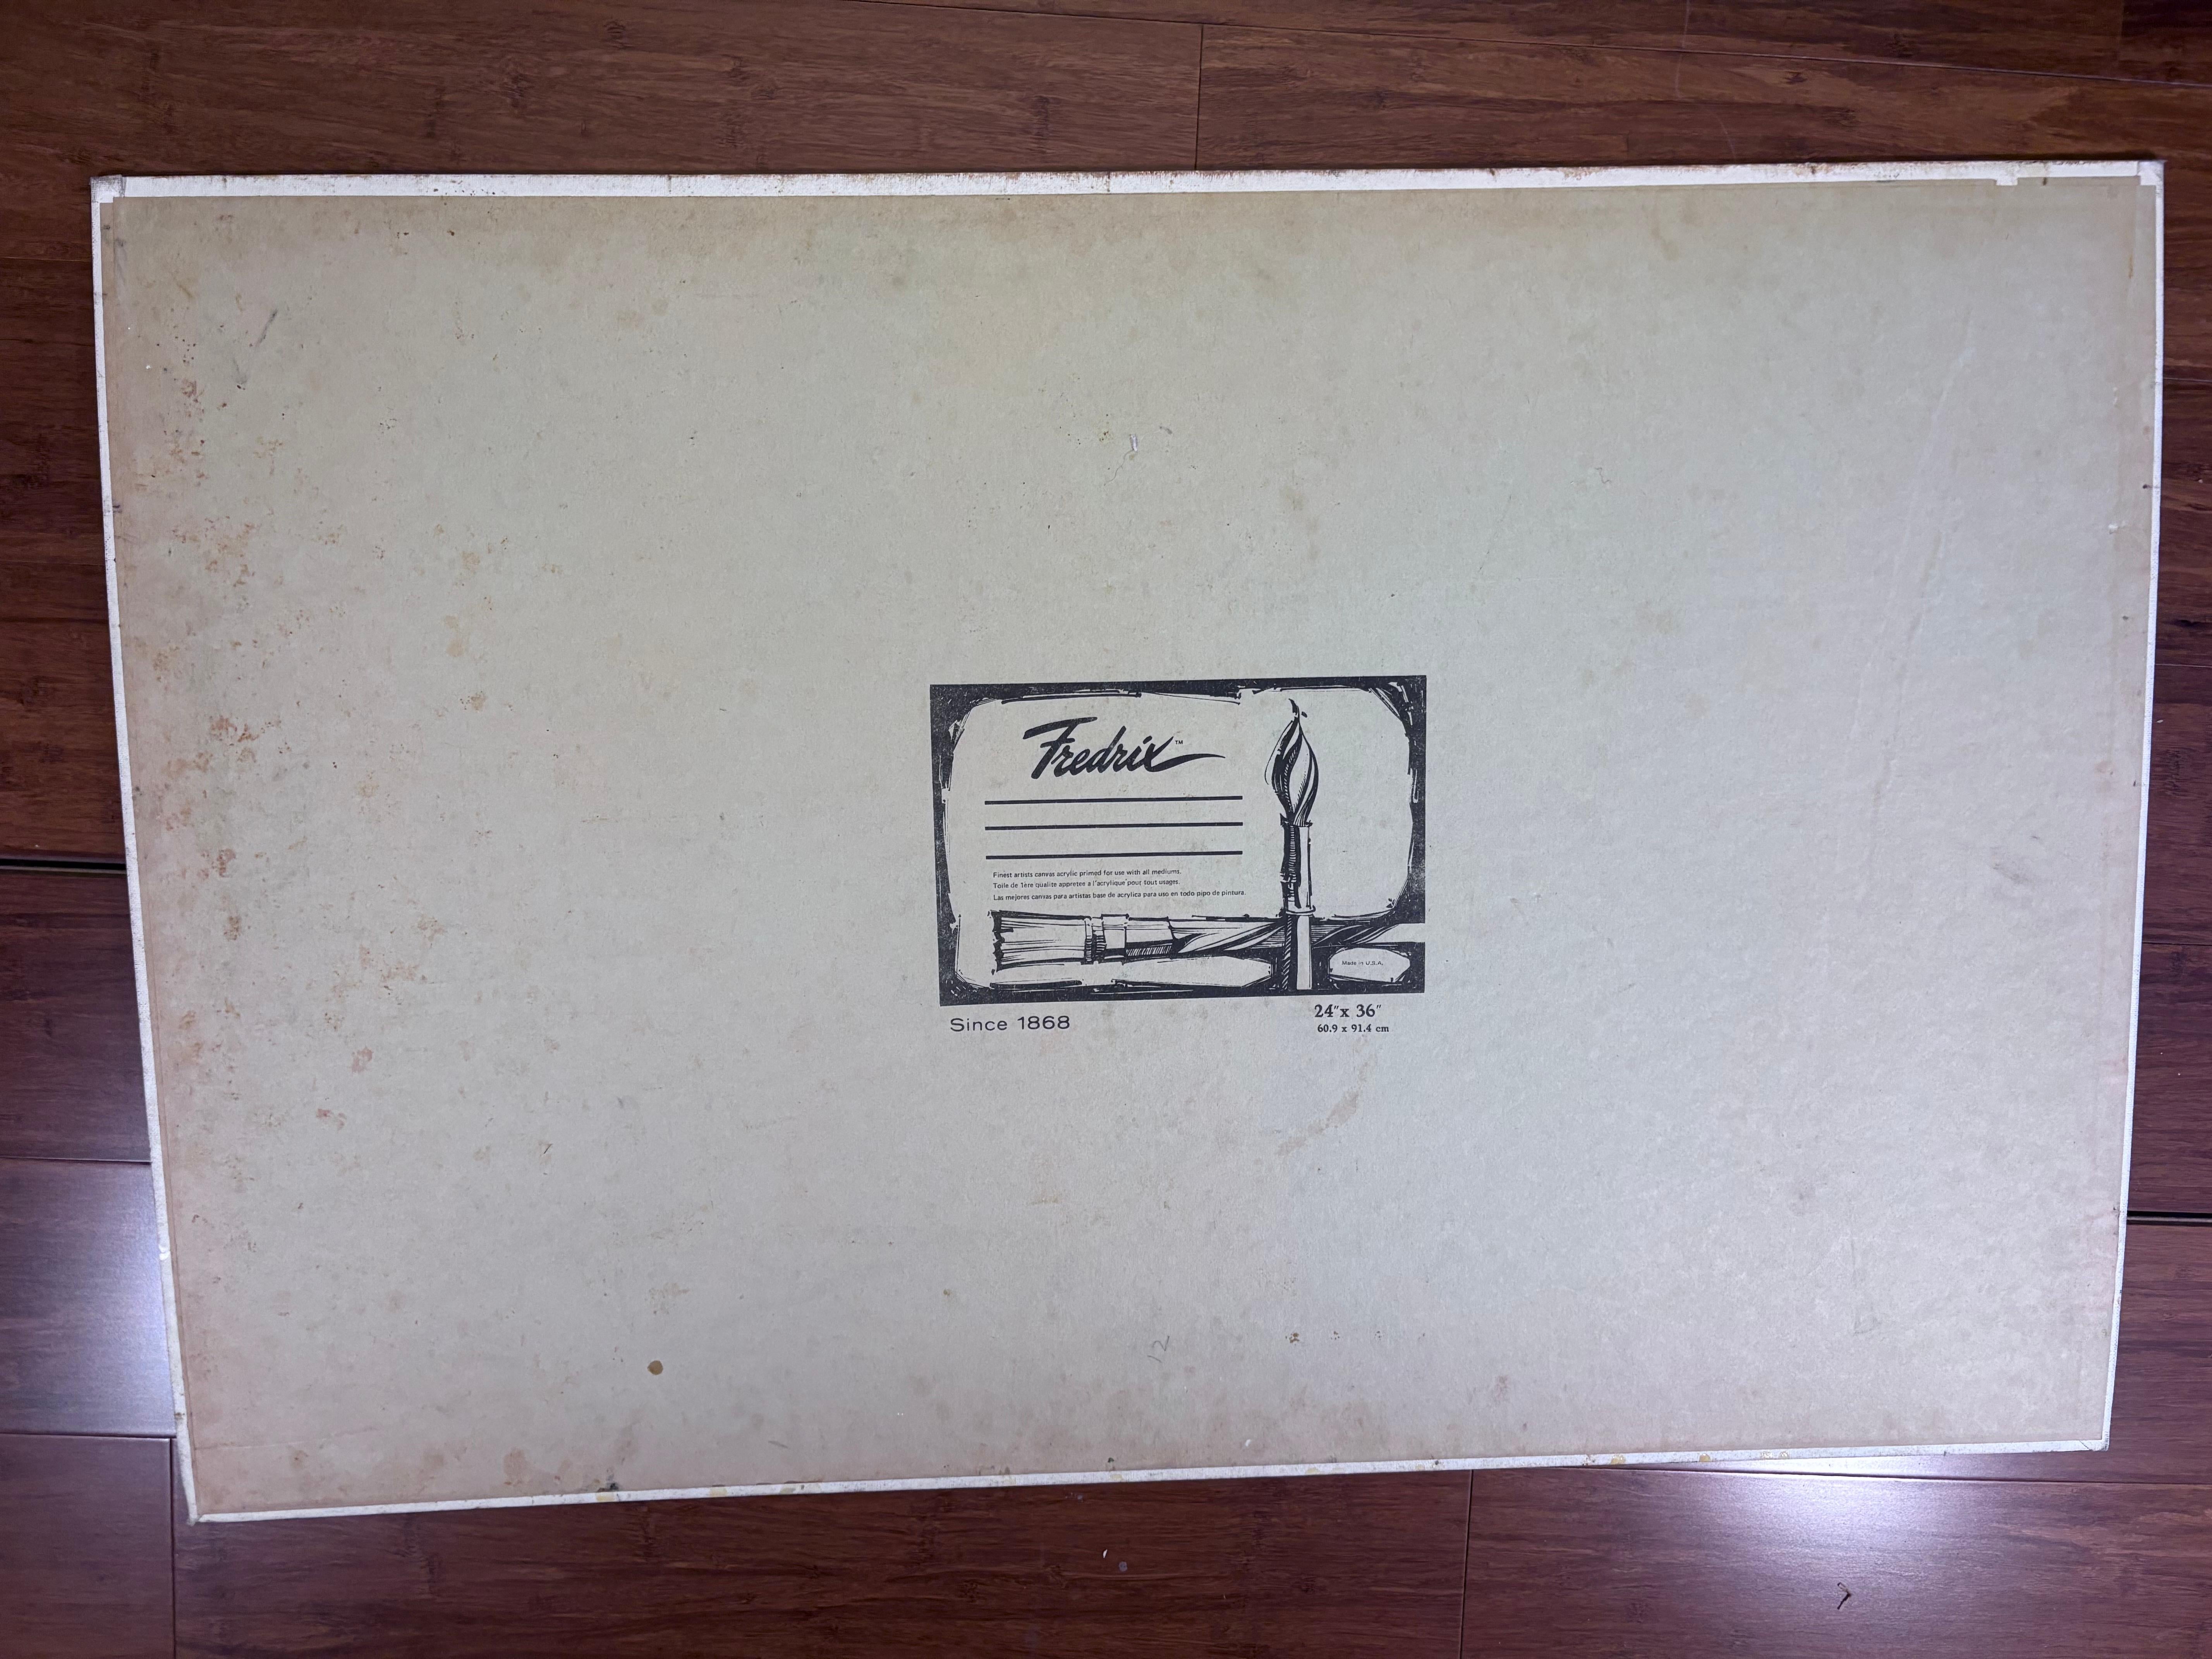 Fredrix™
Finest artists canvas acrylic primed for use with all mediums.
Toile de 1ère qualite appretee a l'acrylique pour tout usages.
Las mejores canvas para artistas base de acrylica para uso en todo pipo de pintura.
Made in U.S.A.
Since 1868
24"x 36"
60.9 x 91.4 cm
12